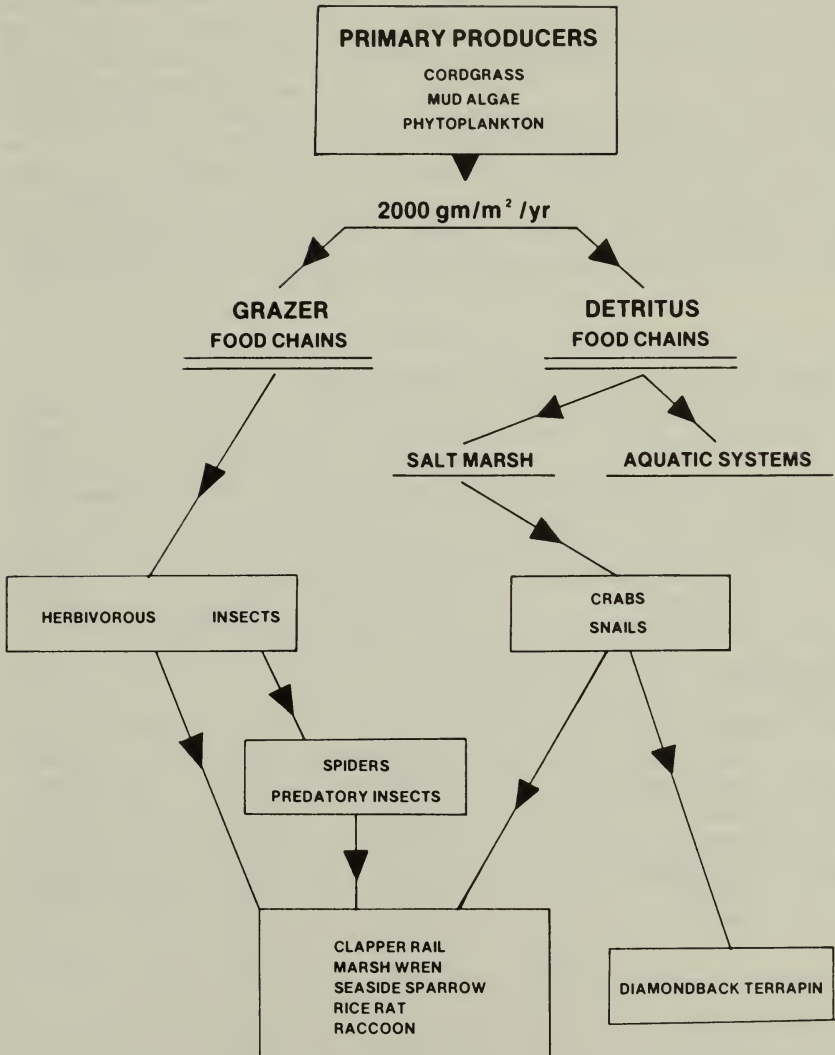 PRIMARY PRODUCERS
CORDGRASS
MUD ALGAE
PHYTOPLANKTON
2000 gm/m²/yr
GRAZER
FOOD CHAINS
DETRITUS
FOOD CHAINS
SALT MARSH
AQUATIC SYSTEMS
HERBIVOROUS INSECTS
CRABS
SNAILS
SPIDERS
PREDATORY INSECTS
CLAPPER RAIL
MARSH WREN
SEASIDE SPARROW
RICE RAT
RACCOON
DIAMONDBACK TERRAPIN